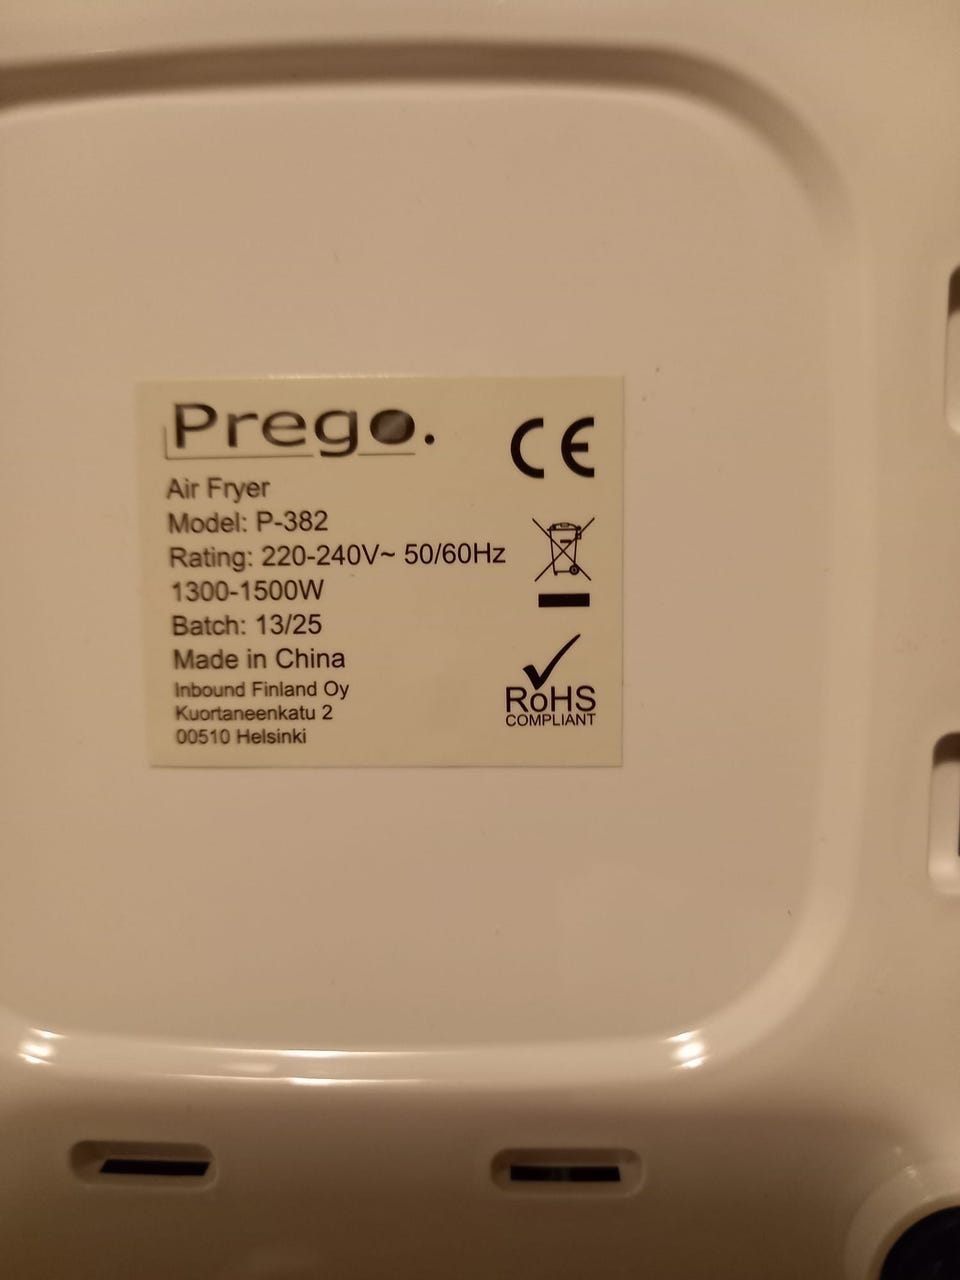 Prego.
CE
Air Fryer
Model: P-382
Rating: 220-240V~ 50/60Hz
1300-1500W
Batch: 13/25
Made in China
Inbound Finland Oy
Kuortaneenkatu 2
00510 Helsinki
RoHS
COMPLIANT